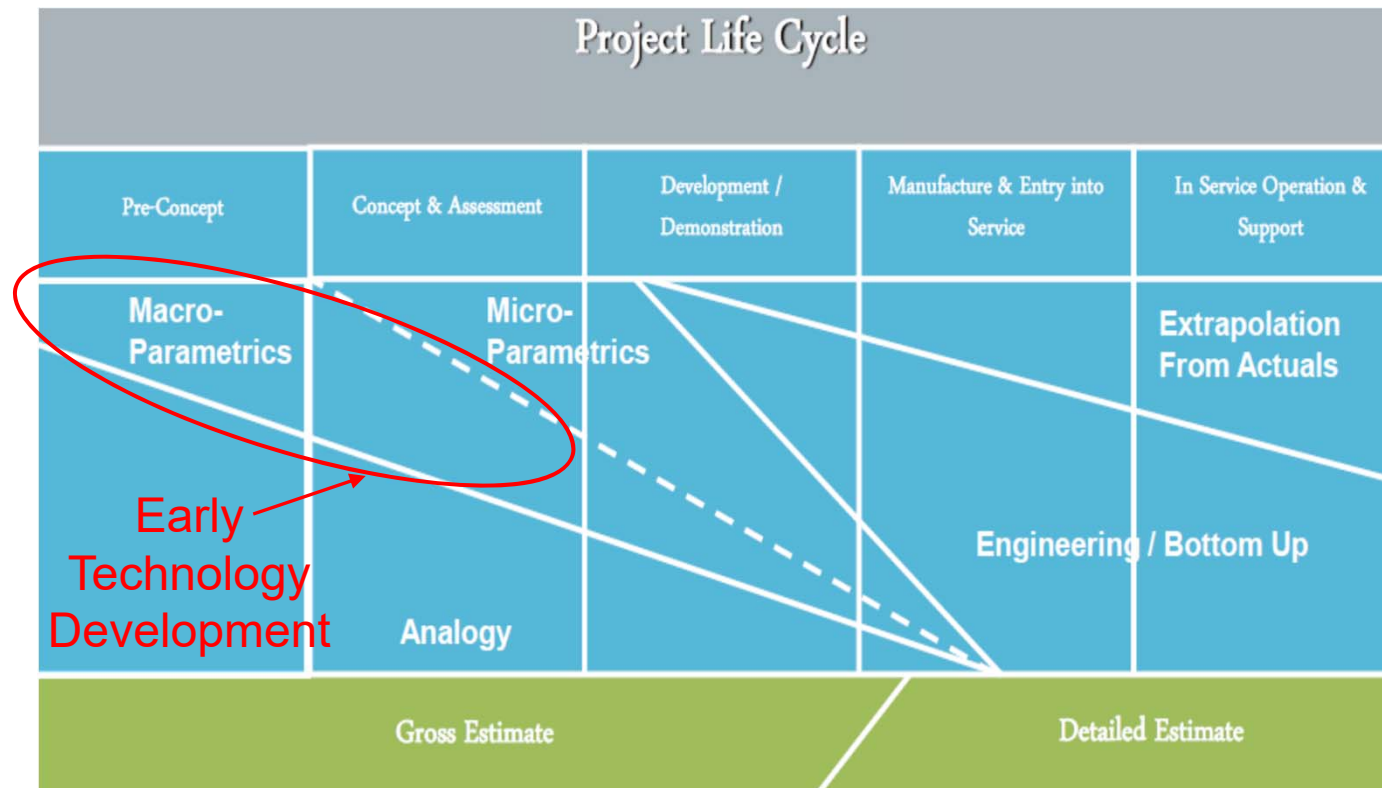 Project Life Cycle
Pre-Concept
Concept & Assessment
Development /
Demonstration
Manufacture & Entry into
Service
In Service Operation &
Support
Macro-
Parametrics
Micro-
Parametrics
Extrapolation
From Actuals
Early
Technology
Development
Analogy
Engineering / Bottom Up
Gross Estimate
Detailed Estimate